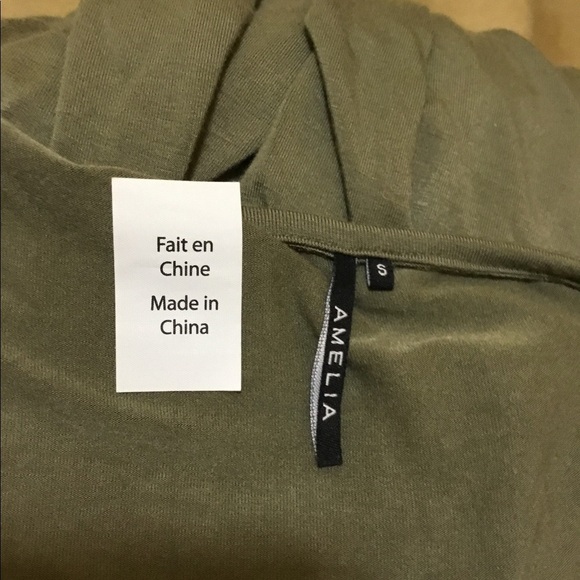 Fait en
Chine
Made in
China
AMELIA
S